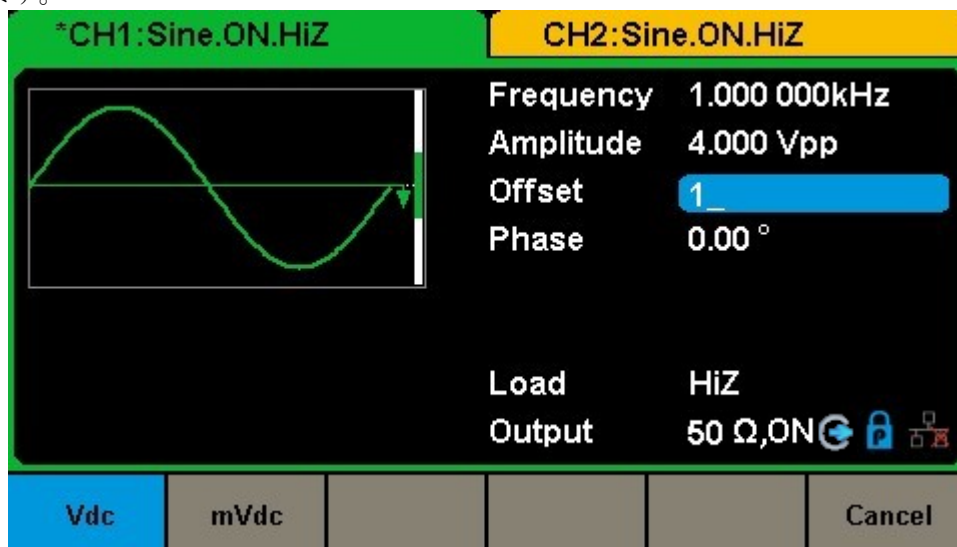 *CH1:Sine.ON.HiZ CH2:Sine.ON.HiZ
Frequency 1.000 000kHz
Amplitude 4.000 Vpp
Offset 1_
Phase 0.00 °
Load HiZ
Output 50 Ω,ON P
Vdc mVdc Cancel